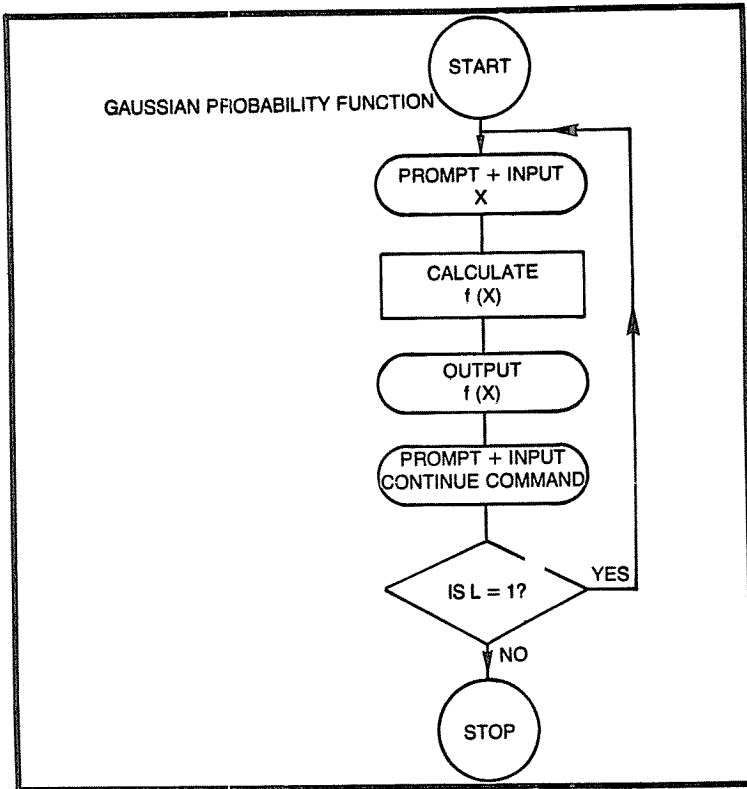 START
GAUSSIAN PROBABILITY FUNCTION
PROMPT + INPUT
X
CALCULATE
f (X)
OUTPUT
f (X)
PROMPT + INPUT
CONTINUE COMMAND
IS L = 1?
YES
NO
STOP